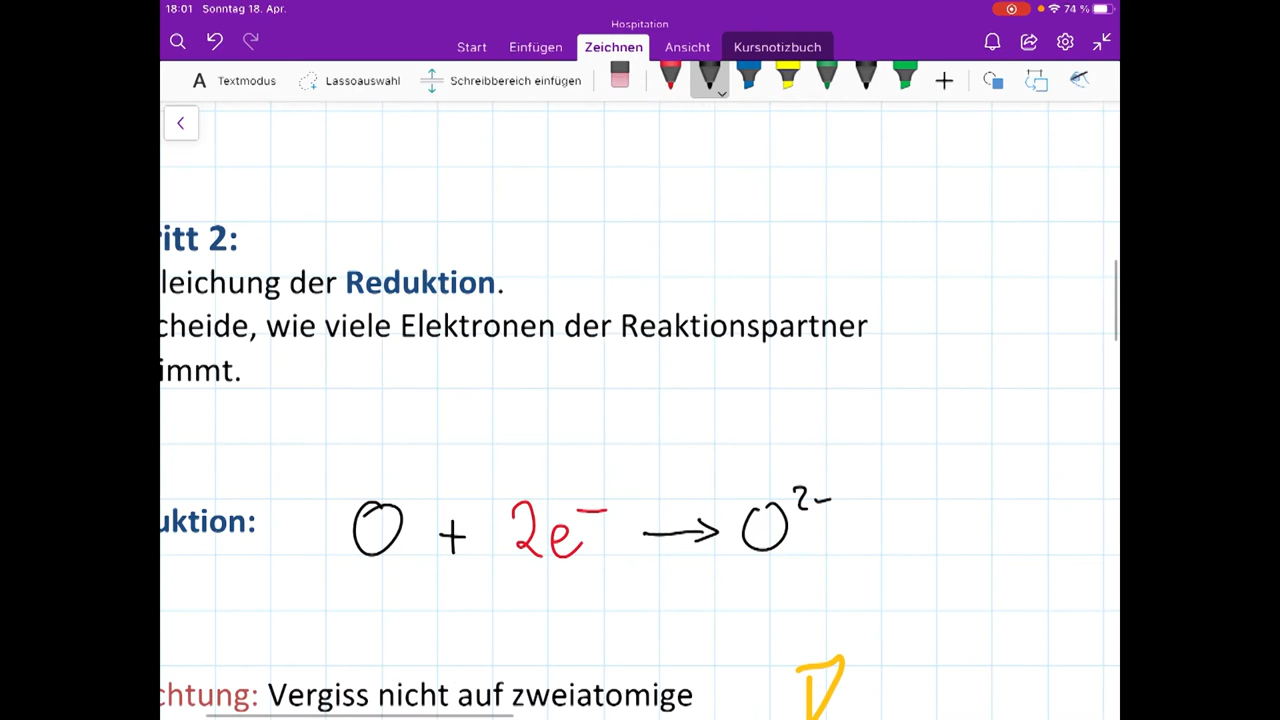 18:01 Sonntag 18. Apr.
74 %
Hospitation
Start Einfügen Zeichnen Ansicht Kursnotizbuch
A Textmodus Lassoauswahl Schreibbereich einfügen
ritt 2:
leichung der Reduktion.
cheide, wie viele Elektronen der Reaktionspartner
immt.
uktion: O + 2e⁻ → O²⁻
chtung: Vergiss nicht auf zweiatomige